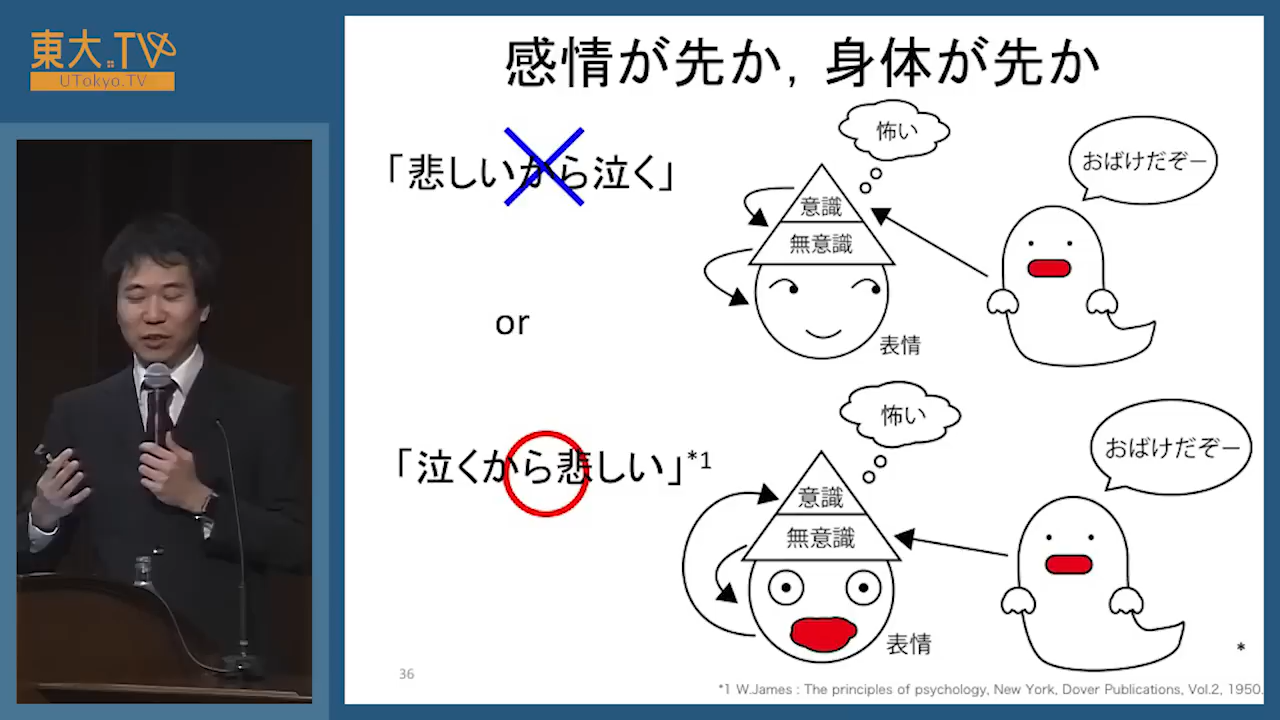 東大.TV
UTokyo.TV
感情が先か，身体が先か
「悲しいから泣く」
怖い
おばけだぞー
意識
無意識
表情
or
「泣くから悲しい」*1
怖い
おばけだぞー
意識
無意識
表情
*
36
*1 W.James : The principles of psychology, New York, Dover Publications, Vol.2, 1950.